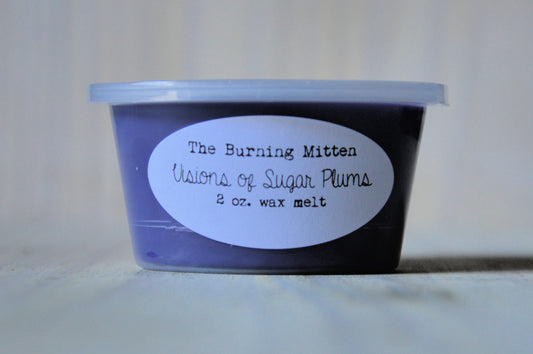 The Burning Mitten
Visions of Sugar Plums
2 oz. wax melt